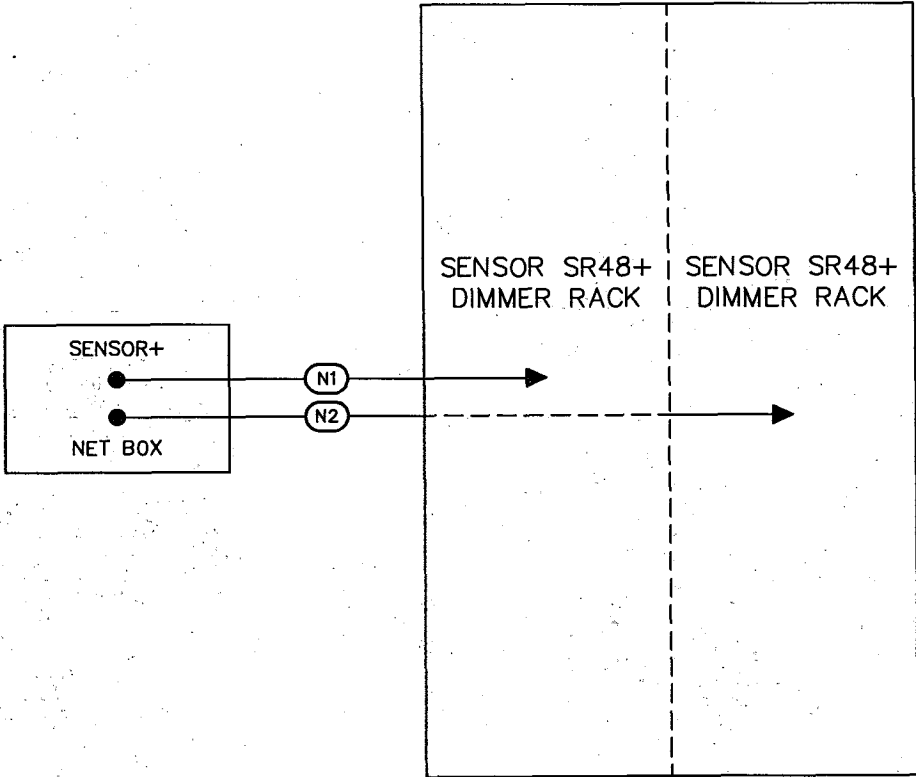 SENSOR SR48+
DIMMER RACK
SENSOR SR48+
DIMMER RACK
SENSOR+
N1
N2
NET BOX